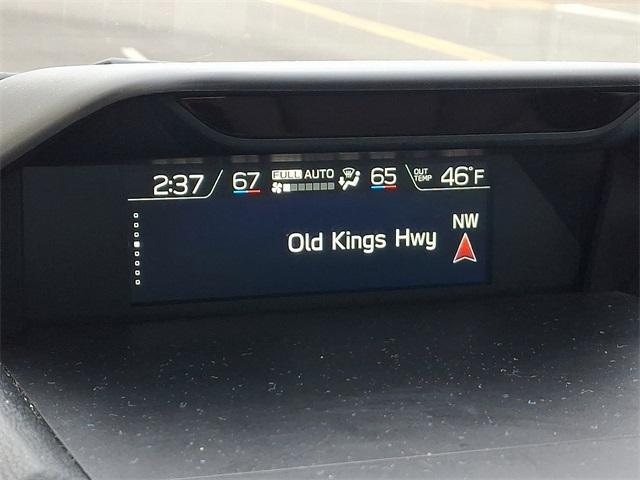 2:37 67 FULL AUTO 65 OUT TEMP 46°F
NW
Old Kings Hwy